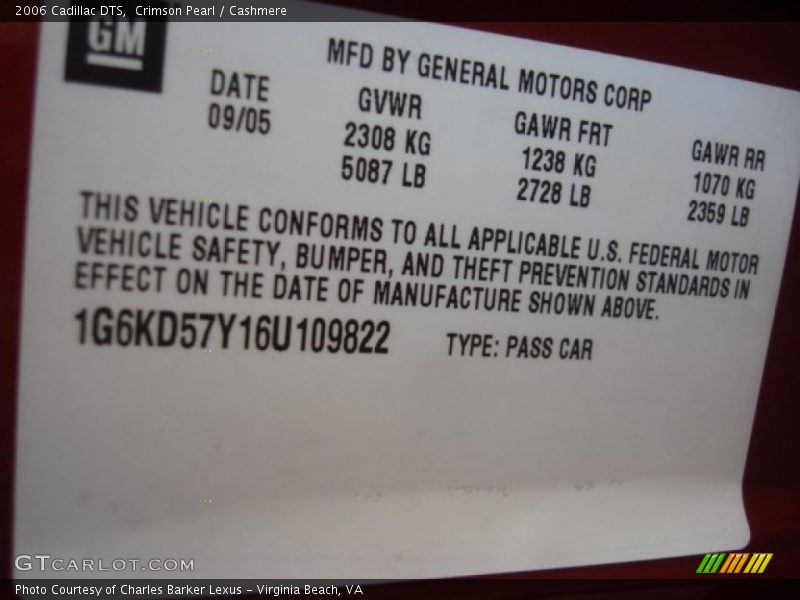 2006 Cadillac DTS, Crimson Pearl / Cashmere
GM
MFD BY GENERAL MOTORS CORP
DATE GVWR GAWR FRT GAWR RR
09/05 2308 KG 1238 KG 1070 KG
5087 LB 2728 LB 2359 LB
THIS VEHICLE CONFORMS TO ALL APPLICABLE U.S. FEDERAL MOTOR
VEHICLE SAFETY, BUMPER, AND THEFT PREVENTION STANDARDS IN
EFFECT ON THE DATE OF MANUFACTURE SHOWN ABOVE.
1G6KD57Y16U109822 TYPE: PASS CAR
GTCARLOT.COM
Photo Courtesy of Charles Barker Lexus - Virginia Beach, VA